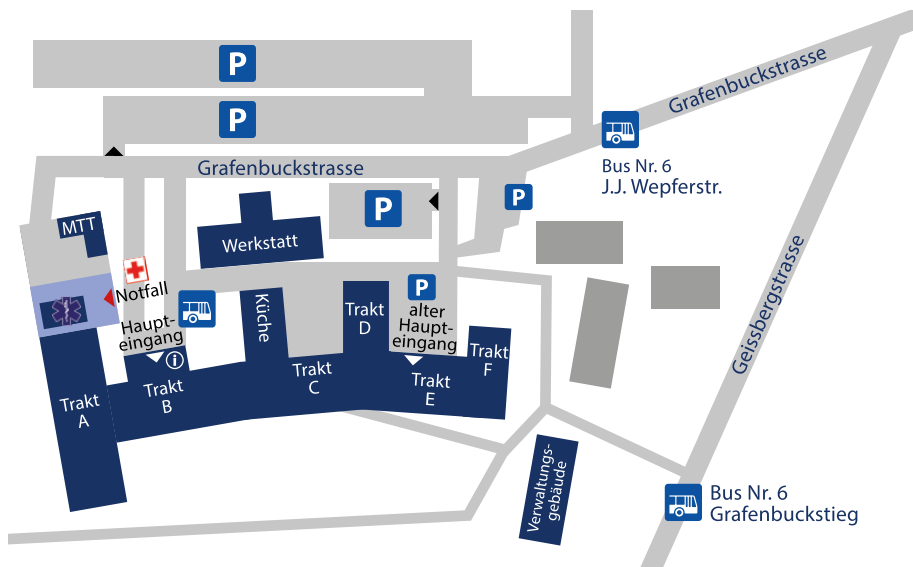 P
P
Grafenbuckstrasse
Bus Nr. 6
J.J. Wepferstr.
Grafenbuckstrasse
P
P
MTT
Werkstatt
Notfall
Haupt-
eingang
i
Küche
Trakt
D
P
alter
Haupt-
eingang
Trakt
F
Trakt
A
Trakt
B
Trakt
C
Trakt
E
Geissbergstrasse
Verwaltungs-
gebäude
Bus Nr. 6
Grafenbuckstieg